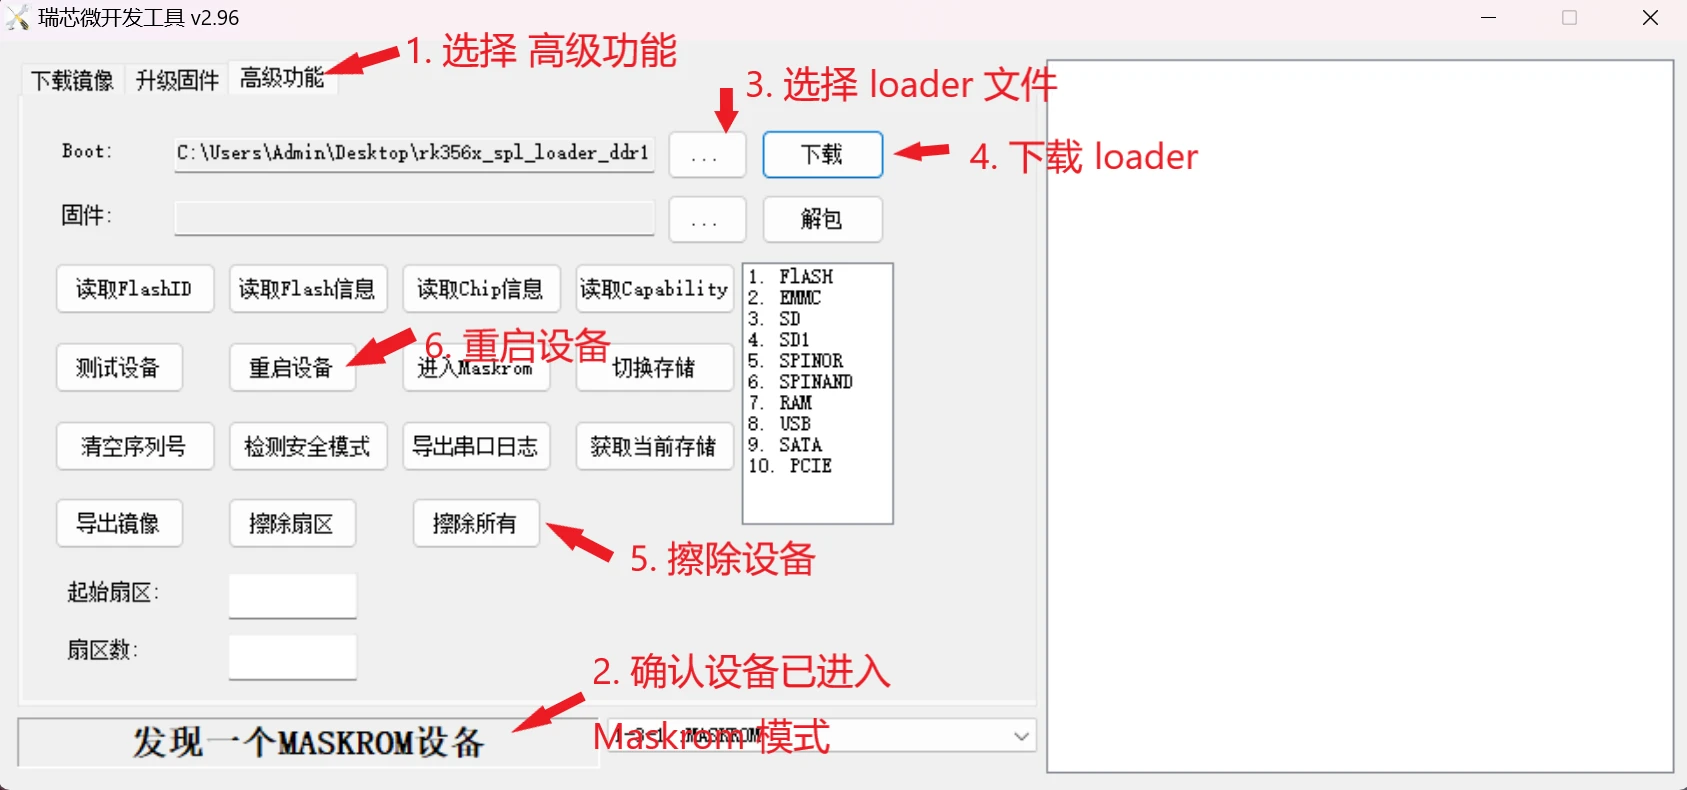 瑞芯微开发工具 v2.96
1. 选择 高级功能
下载镜像 升级固件 高级功能
3. 选择 loader 文件
Boot: C:\Users\Admin\Desktop\rk356x_spl_loader_ddr1 ... 下载
4. 下载 loader
固件: ... 解包
读取FlashID 读取Flash信息 读取Chip信息 读取Capability
1. FlASH
2. EMMC
3. SD
4. SD1
5. SPINOR
6. SPINAND
7. RAM
8. USB
9. SATA
10. PCIE
6. 重启设备
测试设备 重启设备 进入Maskrom 切换存储
清空序列号 检测安全模式 导出串口日志 获取当前存储
导出镜像 擦除扇区 擦除所有
5. 擦除设备
起始扇区:
扇区数:
2. 确认设备已进入
Maskrom 模式
发现一个MASKROM设备
1-3-1 :MASKROM